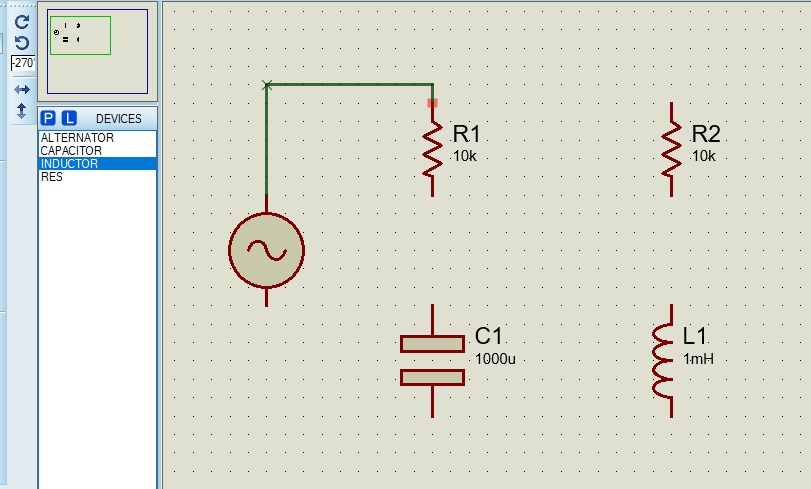 -270°
P L DEVICES
ALTERNATOR
CAPACITOR
INDUCTOR
RES
R1
10k
R2
10k
C1
1000u
L1
1mH